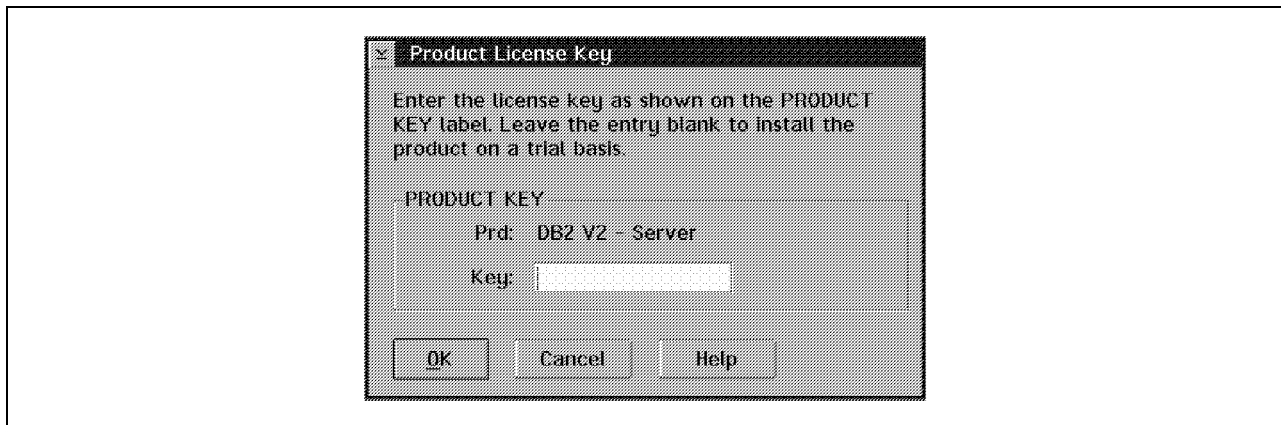 Product License Key
Enter the license key as shown on the PRODUCT
KEY label. Leave the entry blank to install the
product on a trial basis.
PRODUCT KEY
Prd: DB2 V2 - Server
Key:
OK Cancel Help